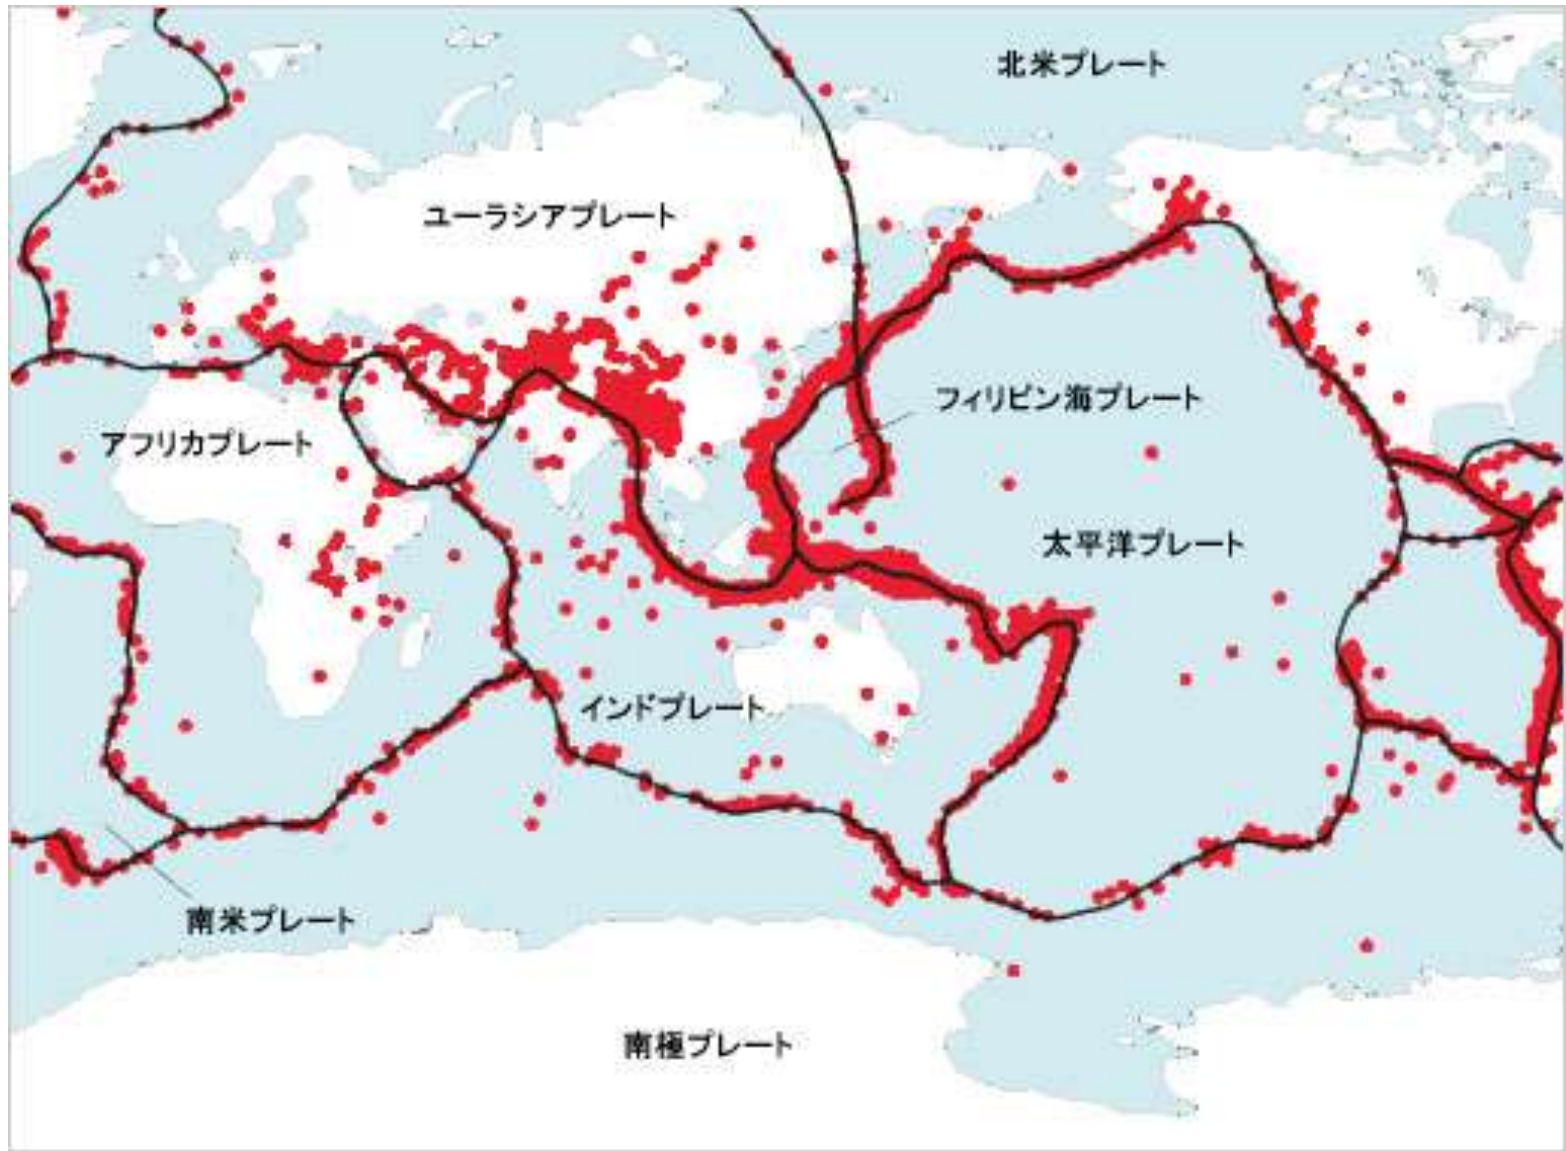 北米プレート
ユーラシアプレート
フィリピン海プレート
アフリカプレート
太平洋プレート
インドプレート
南米プレート
南極プレート